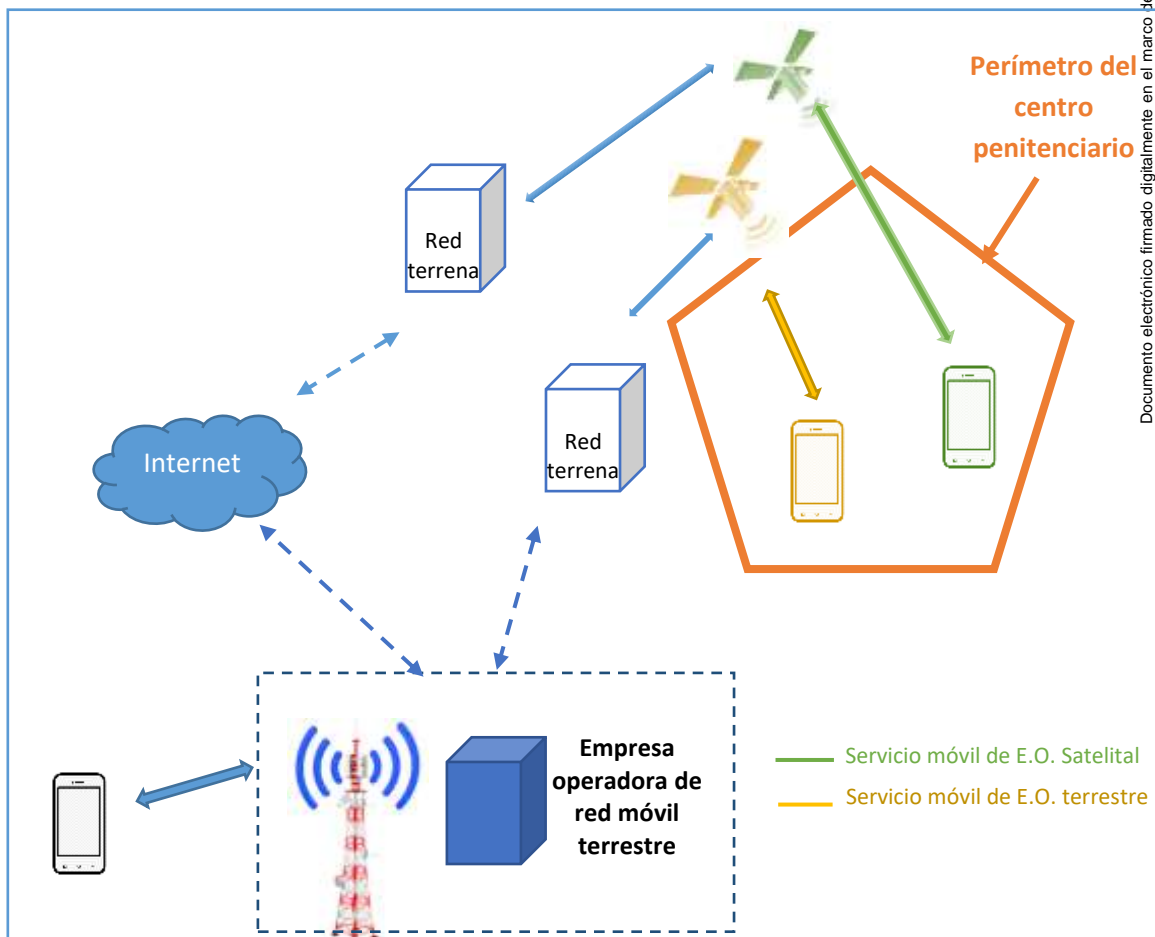 Perímetro del
centro
penitenciario
Documento electrónico firmado digitalmente en el marco de
Red
terrena
Red
terrena
Internet
Empresa
operadora de
red móvil
terrestre
Servicio móvil de E.O. Satelital
Servicio móvil de E.O. terrestre